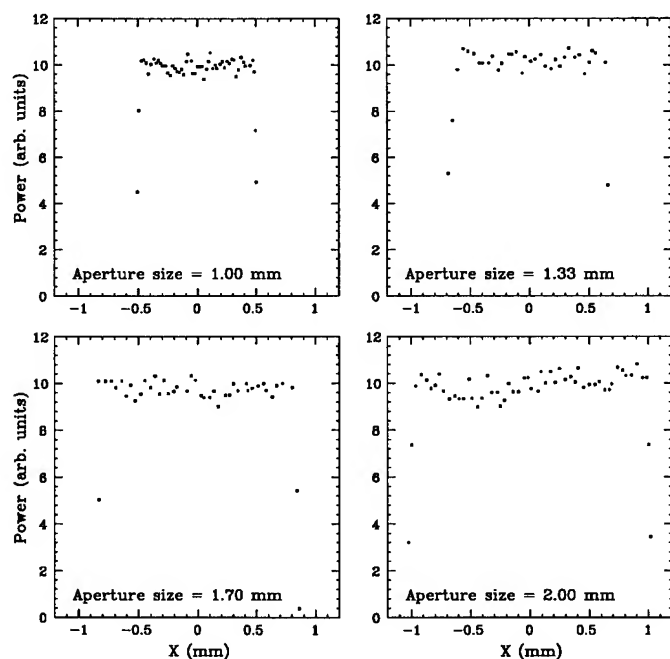 12
10
8
6
4
2
0
Power (arb. units)
Aperture size = 1.00 mm
−1 −0.5 0 0.5 1
12
10
8
6
4
2
0
Aperture size = 1.33 mm
−1 −0.5 0 0.5 1
12
10
8
6
4
2
0
Power (arb. units)
Aperture size = 1.70 mm
−1 −0.5 0 0.5 1
X (mm)
12
10
8
6
4
2
0
Aperture size = 2.00 mm
−1 −0.5 0 0.5 1
X (mm)